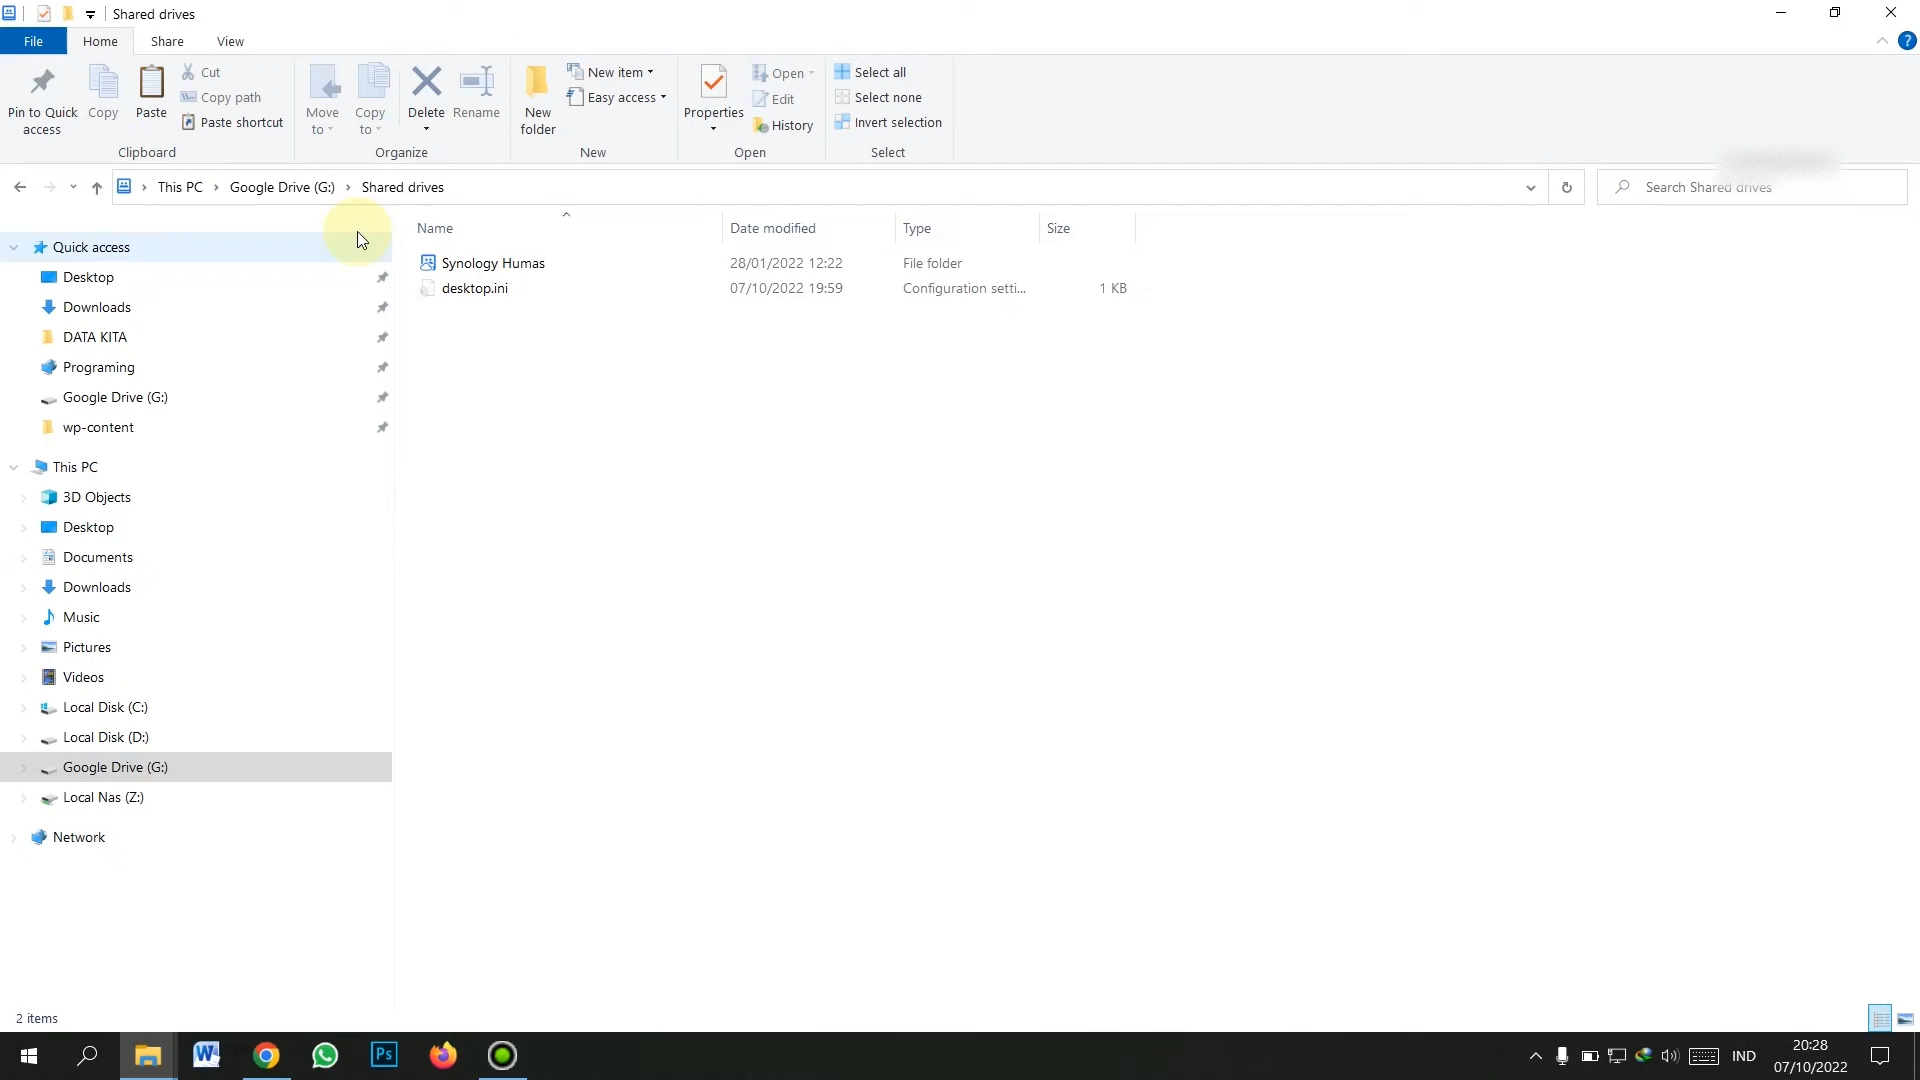 Shared drives
File
Home
Share
View
Pin to Quick access
Copy
Paste
Cut
Copy path
Paste shortcut
Clipboard
Move to
Copy to
Delete
Rename
Organize
New folder
New item
Easy access
New
Properties
Open
Edit
History
Open
Select all
Select none
Invert selection
Select
This PC
Google Drive (G:)
Shared drives
Search Shared drives
Name
Date modified
Type
Size
Synology Humas
28/01/2022 12:22
File folder
desktop.ini
07/10/2022 19:59
Configuration setti...
1 KB
Quick access
Desktop
Downloads
DATA KITA
Programing
Google Drive (G:)
wp-content
This PC
3D Objects
Desktop
Documents
Downloads
Music
Pictures
Videos
Local Disk (C:)
Local Disk (D:)
Google Drive (G:)
Local Nas (Z:)
Network
2 items
W
Ps
IND
20:28
07/10/2022